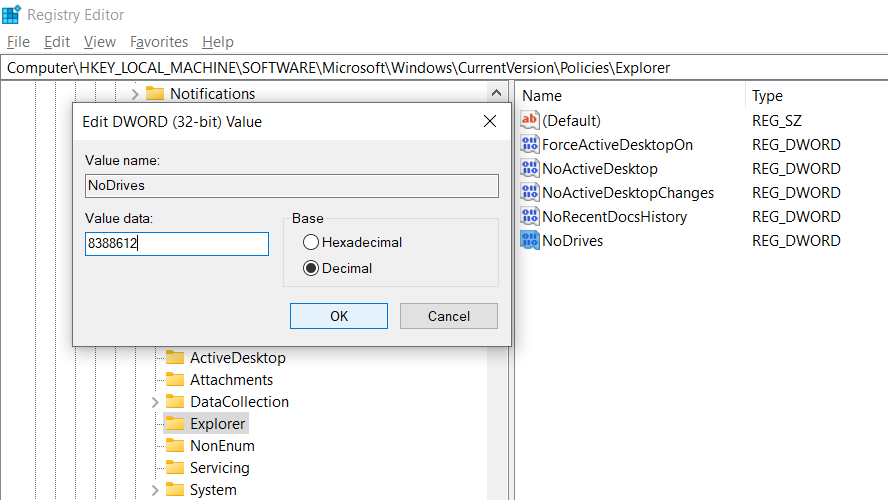 Registry Editor
File Edit View Favorites Help
Computer\HKEY_LOCAL_MACHINE\SOFTWARE\Microsoft\Windows\CurrentVersion\Policies\Explorer
Notifications
Edit DWORD (32-bit) Value
Value name:
NoDrives
Value data:
8388612
Base
Hexadecimal
Decimal
OK Cancel
ActiveDesktop
Attachments
DataCollection
Explorer
NonEnum
Servicing
System
Name Type
ab (Default) REG_SZ
ForceActiveDesktopOn REG_DWORD
NoActiveDesktop REG_DWORD
NoActiveDesktopChanges REG_DWORD
NoRecentDocsHistory REG_DWORD
NoDrives REG_DWORD